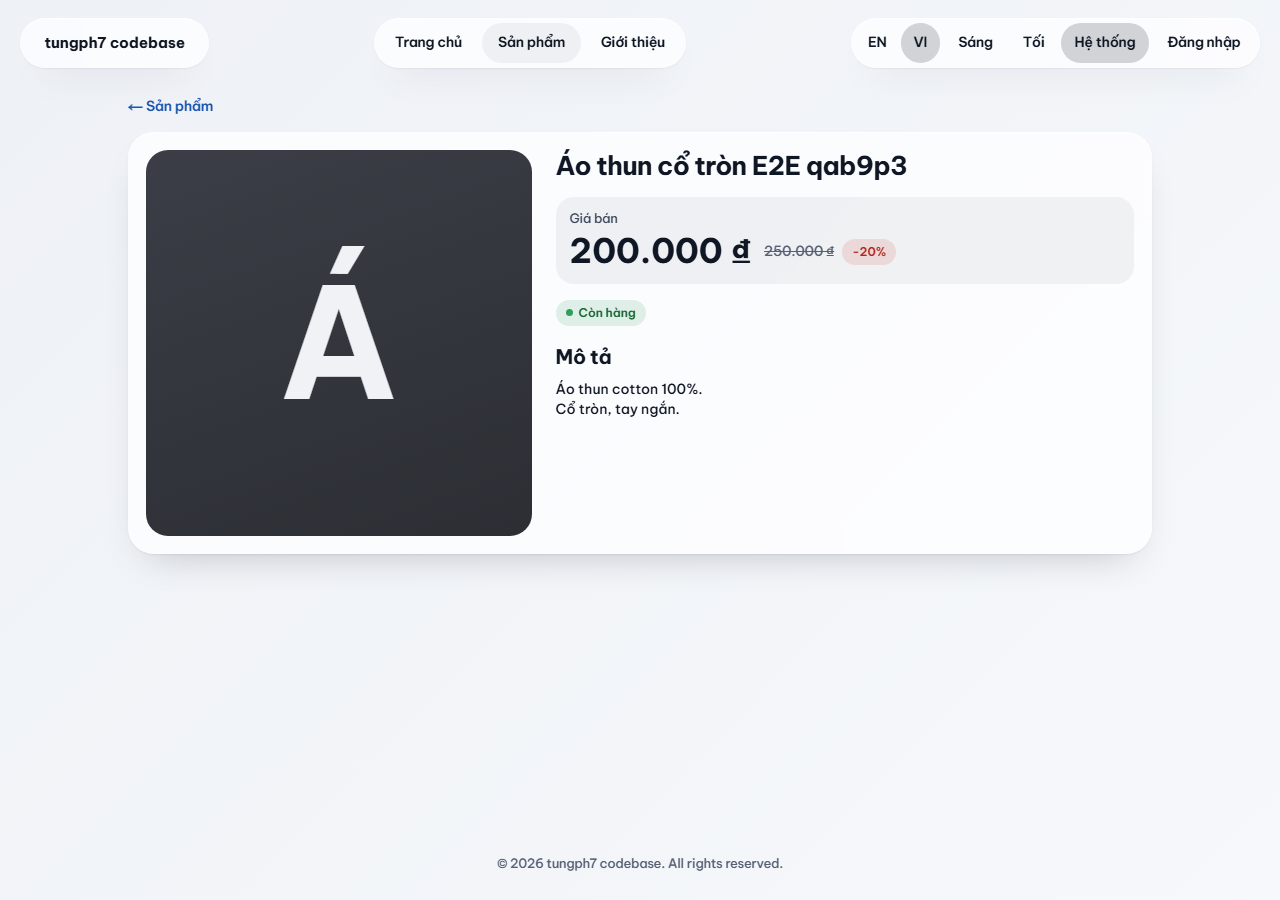 tungph7 codebase
Trang chủ Sản phẩm Giới thiệu
EN VI Sáng Tối Hệ thống Đăng nhập
← Sản phẩm
Á
Áo thun cổ tròn E2E qab9p3
Giá bán
200.000 ₫ 250.000 ₫ -20%
Còn hàng
Mô tả
Áo thun cotton 100%.
Cổ tròn, tay ngắn.
© 2026 tungph7 codebase. All rights reserved.